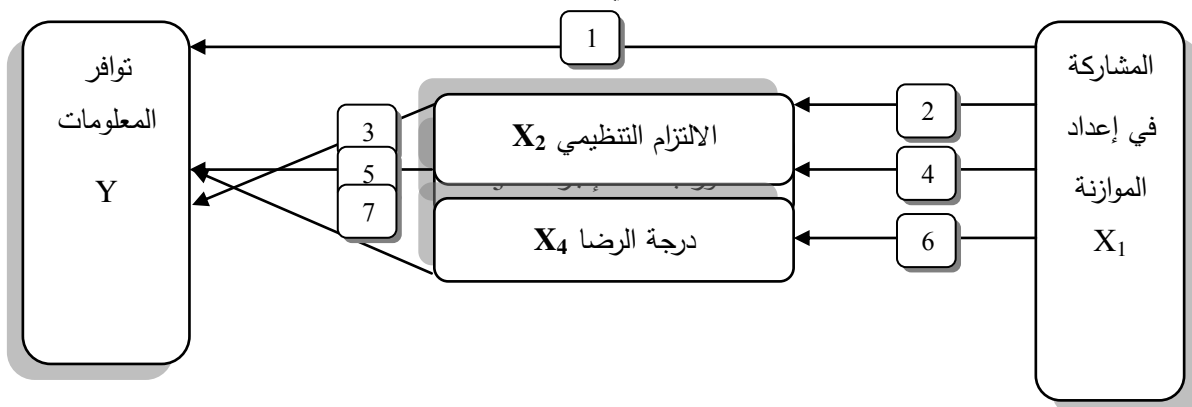 1
المشاركة
في إعداد
الموازنة
X1
2
4
6
الالتزام التنظيمي X2
درجة الرضا X4
3
5
7
توافر
المعلومات
Y